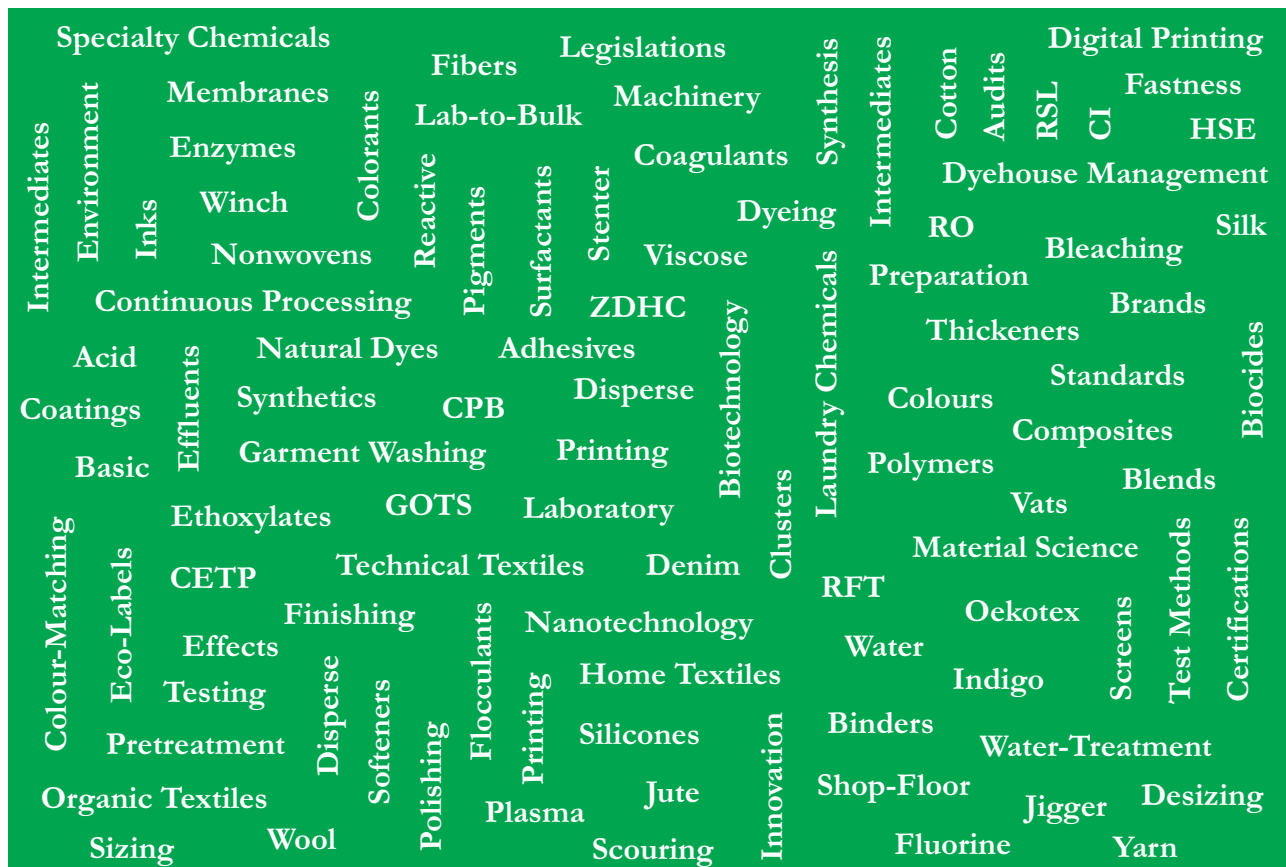 Specialty Chemicals
Fibers
Legislations
Digital Printing
Membranes
Lab-to-Bulk
Machinery
Synthesis
Intermediates
Cotton
Audits
RSL
CI
Fastness
HSE
Intermediates
Environment
Inks
Enzymes
Colorants
Coagulants
Dyehouse Management
Winch
Reactive
Pigments
Surfactants
Stenter
Dyeing
RO
Silk
Nonwovens
Viscose
Bleaching
Preparation
Continuous Processing
ZDHC
Brands
Biotechnology
Laundry Chemicals
Thickeners
Acid
Effluents
Natural Dyes
Adhesives
Standards
Biocides
Coatings
Synthetics
CPB
Disperse
Colours
Composites
Basic
Garment Washing
Printing
Polymers
Blends
Ethoxylates
GOTS
Laboratory
Clusters
Vats
Colour-Matching
Eco-Labels
CETP
Technical Textiles
Denim
Material Science
RFT
Test Methods
Certifications
Finishing
Nanotechnology
Oekotex
Screens
Effects
Water
Testing
Disperse
Softeners
Flocculants
Printing
Home Textiles
Indigo
Pretreatment
Polishing
Silicones
Innovation
Binders
Water-Treatment
Organic Textiles
Plasma
Jute
Shop-Floor
Jigger
Desizing
Sizing
Wool
Scouring
Fluorine
Yarn